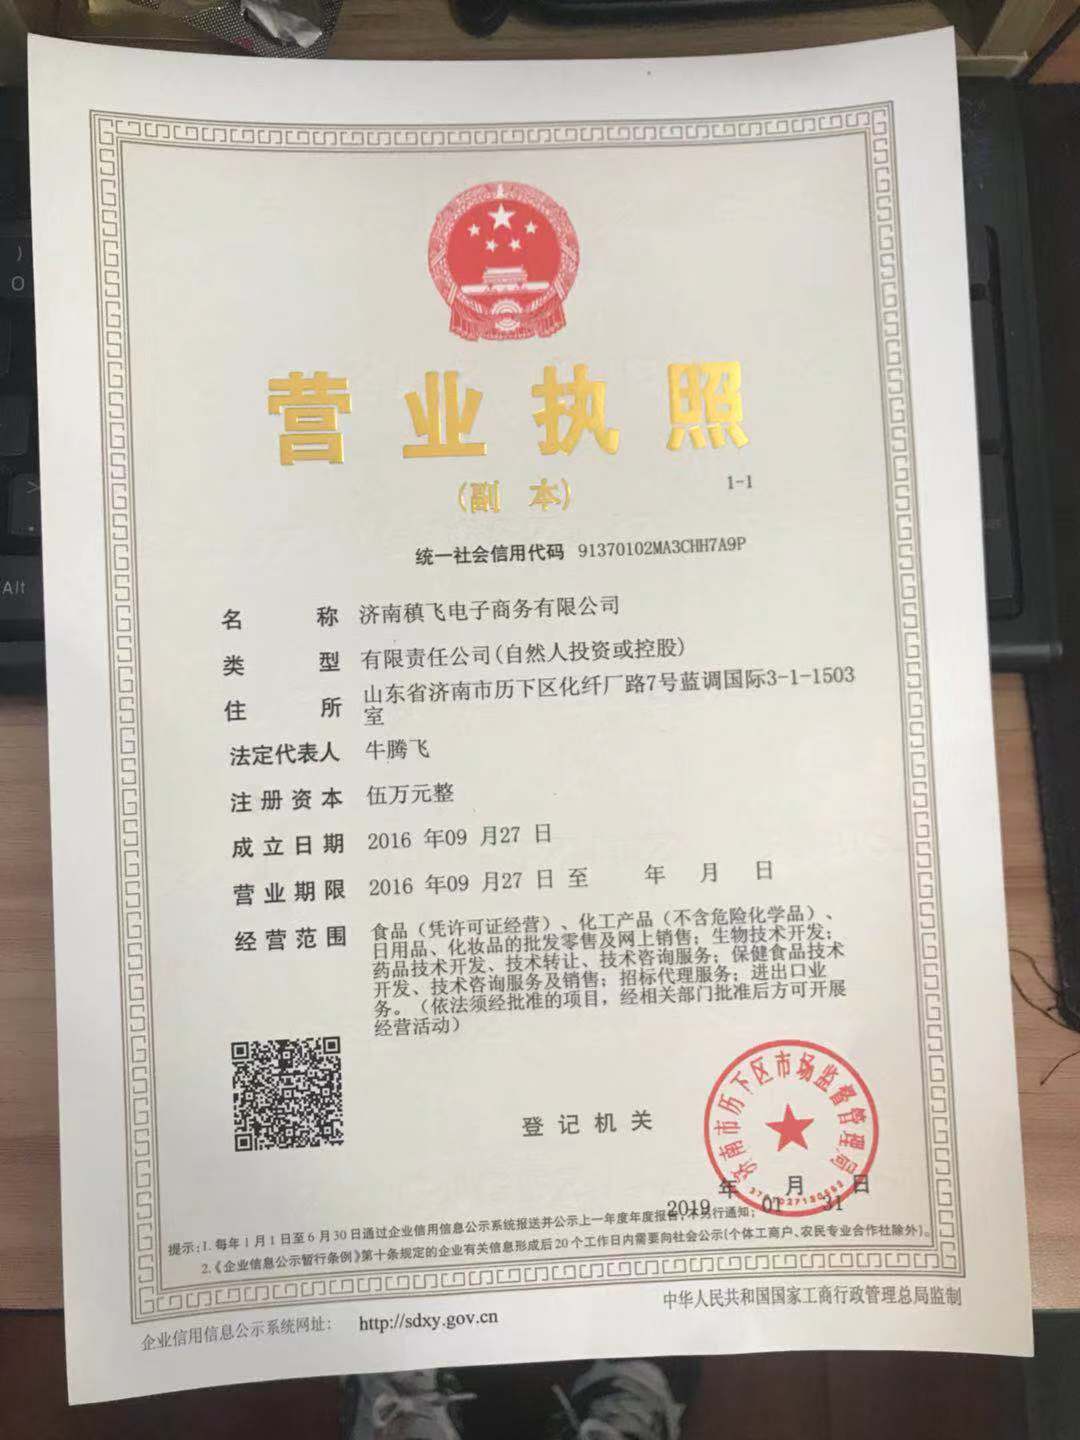 营业执照
(副本)
1-1
统一社会信用代码 91370102MA3CHH7A9P
名称 济南稹飞电子商务有限公司
类型 有限责任公司(自然人投资或控股)
住所 山东省济南市历下区化纤厂路7号蓝调国际3-1-1503
室
法定代表人 牛腾飞
注册资本 伍万元整
成立日期 2016 年09 月27 日
营业期限 2016 年09 月27 日 至 年 月 日
经营范围 食品（凭许可证经营）、化工产品（不含危险化学品）、
日用品、化妆品的批发零售及网上销售；生物技术开发；
药品技术开发、技术转让、技术咨询服务；保健食品技术
开发、技术咨询服务及销售；招标代理服务；进出口业
务。（依法须经批准的项目，经相关部门批准后方可开展
经营活动）
登记机关
济南市历下区市场监督管理局
2019 年 01 月 31 日
提示：1. 每年1月1日至6月30日通过企业信用信息公示系统报送并公示上一年度年度报告，不另行通知；
2.《企业信息公示暂行条例》第十条规定的企业有关信息形成后20个工作日内需要向社会公示(个体工商户、农民专业合作社除外)。
企业信用信息公示系统网址： http://sdxy.gov.cn
中华人民共和国国家工商行政管理总局监制
Alt
O